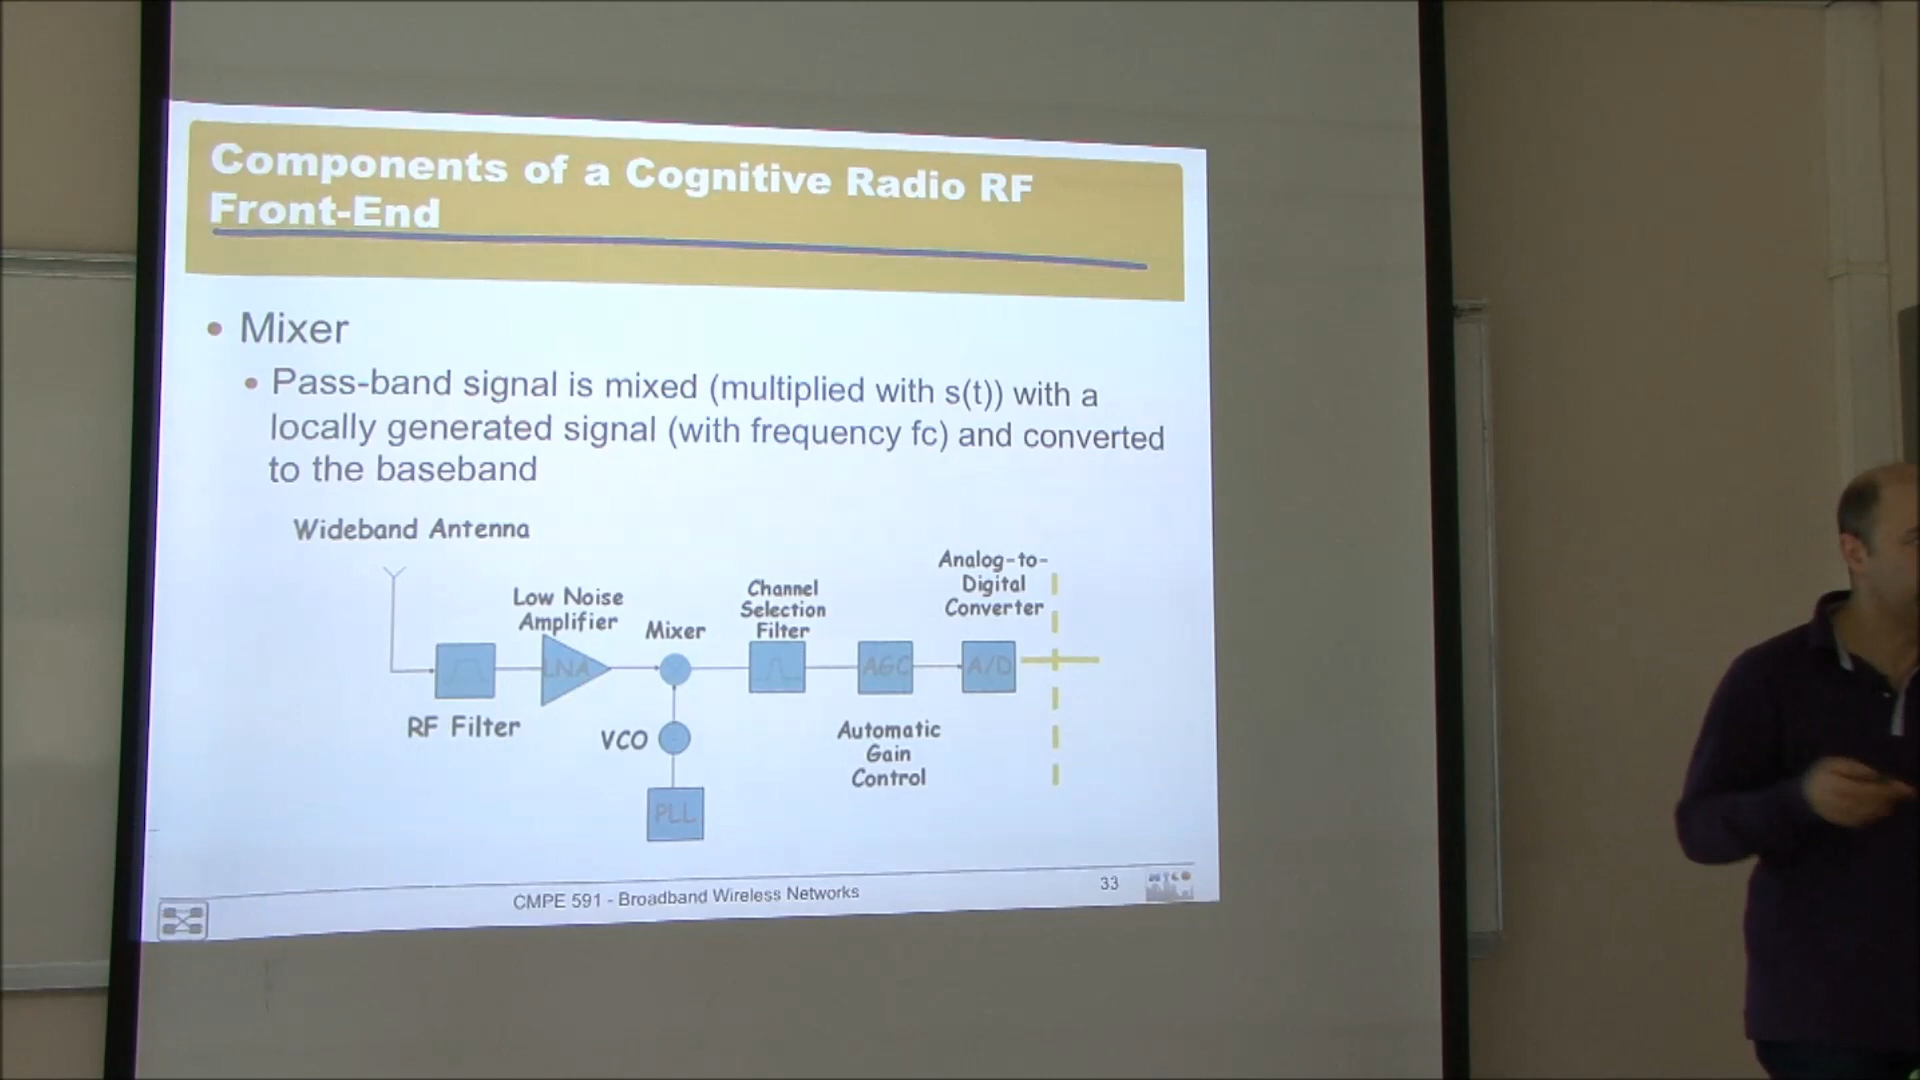 Components of a Cognitive Radio RF
Front-End
• Mixer
• Pass-band signal is mixed (multiplied with s(t)) with a
locally generated signal (with frequency fc) and converted
to the baseband
Wideband Antenna
Low Noise
Amplifier
Mixer
Channel
Selection
Filter
Analog-to-
Digital
Converter
LNA
AGC
A/D
RF Filter
VCO
Automatic
Gain
Control
PLL
CMPE 591 - Broadband Wireless Networks
33